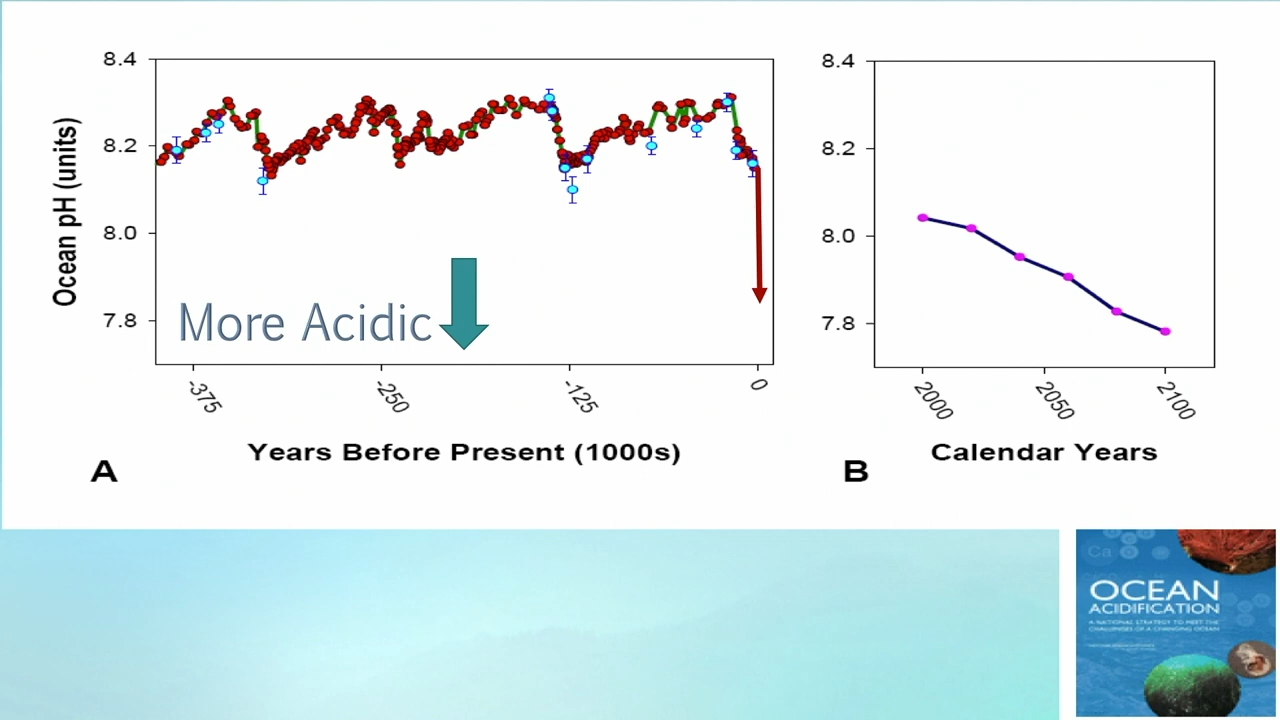 8.4
8.2
8.0
7.8
Ocean pH (units)
More Acidic
-375
-250
-125
0
Years Before Present (1000s)
A
8.4
8.2
8.0
7.8
2000
2050
2100
Calendar Years
B
Ca
OCEAN
ACIDIFICATION
A NATIONAL STRATEGY TO MEET THE
CHALLENGES OF A CHANGING OCEAN